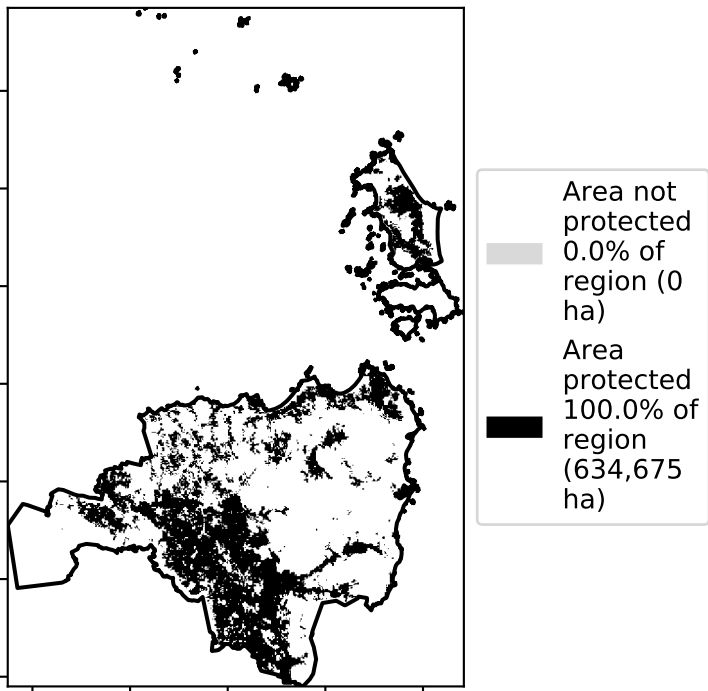 Area not
protected
0.0% of
region (0
ha)
Area
protected
100.0% of
region
(634,675
ha)